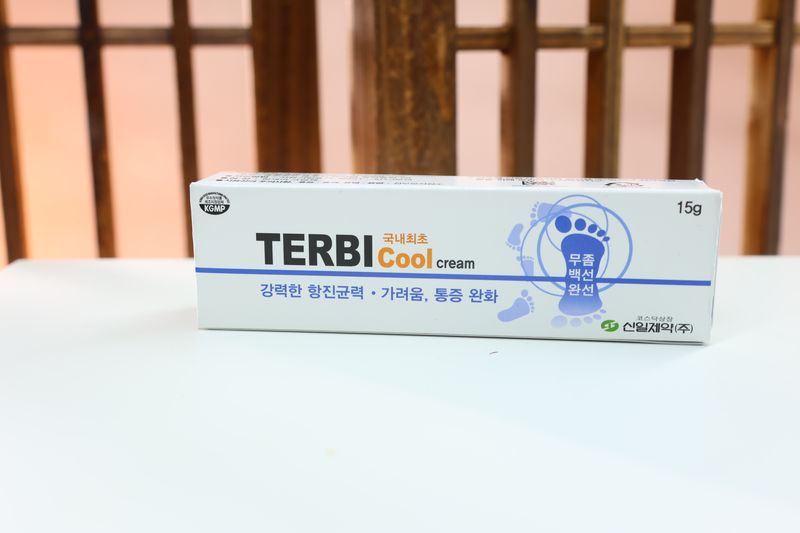 KGMP
15g
국내최초
TERBI Cool cream
강력한 항진균력 · 가려움, 통증 완화
무좀
백선
완선
코스닥상장
신일제약(주)